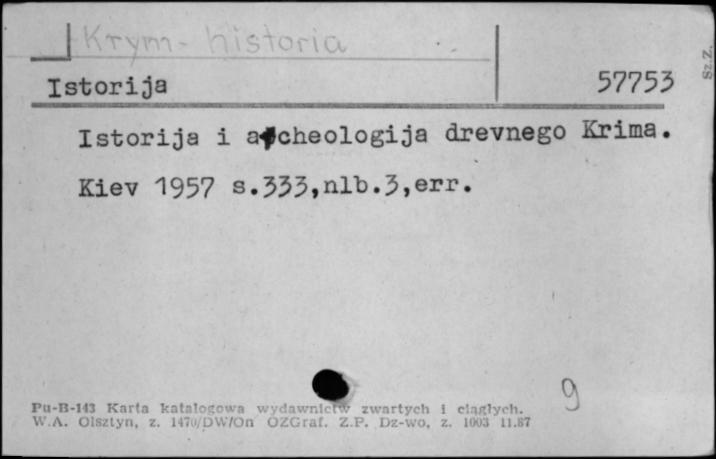 Krym - historia
Istorija 57753
Sz.Z.
Istorija i archeologija drevnego Krima.
Kiev 1957 s.333,nlb.3,err.
9
Pu-B-143 Karta katalogowa wydawnictw zwartych i ciągłych.
W.A. Olsztyn, z. 1470/DW/On OZGraf. Z.P. Dz-wo, z. 1003 11.87